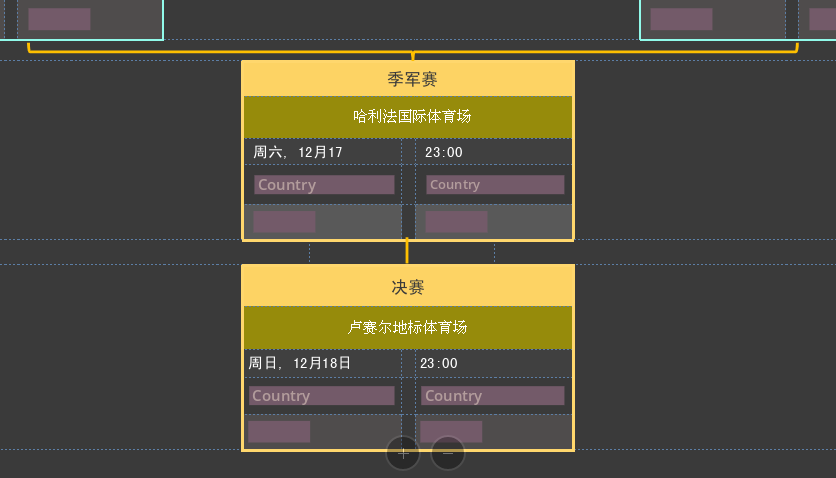 季军赛
哈利法国际体育场
周六, 12月17 23:00
Country Country
决赛
卢赛尔地标体育场
周日, 12月18日 23:00
Country Country